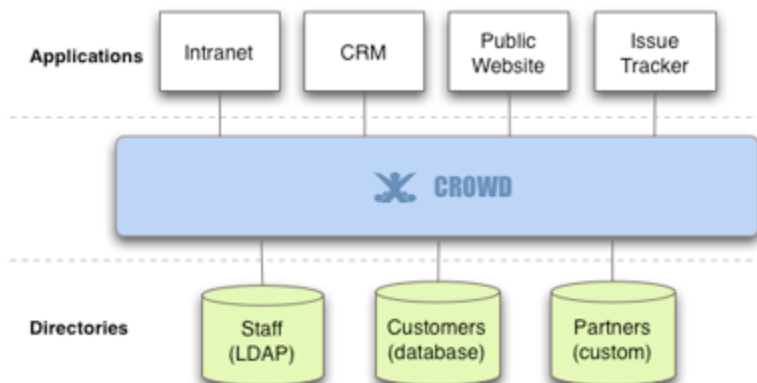 Applications
Intranet
CRM
Public
Website
Issue
Tracker
CROWD
Directories
Staff
(LDAP)
Customers
(database)
Partners
(custom)